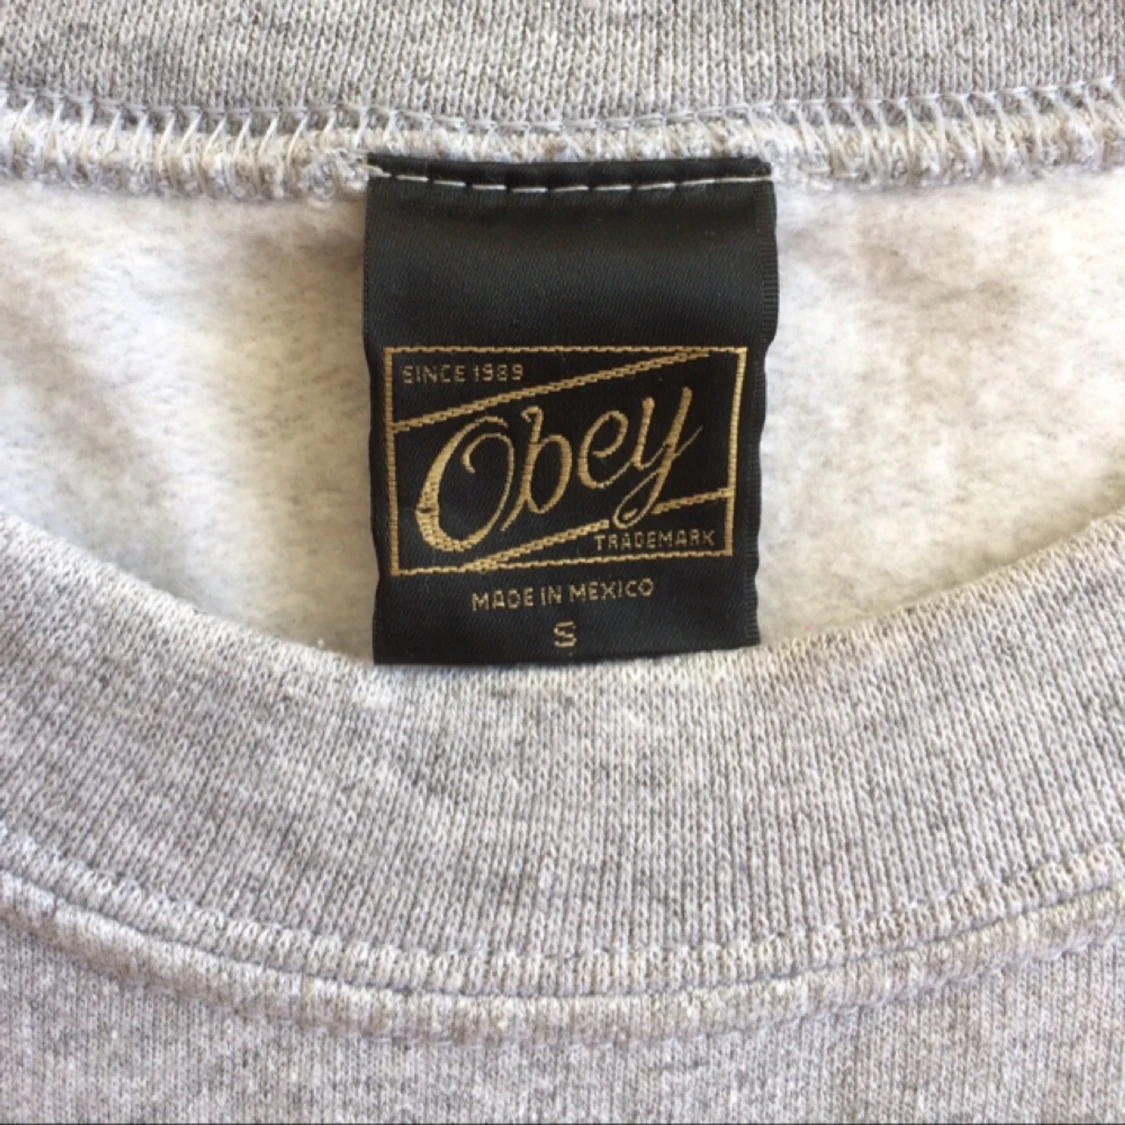 SINCE 1989
Obey
TRADEMARK
MADE IN MEXICO
S